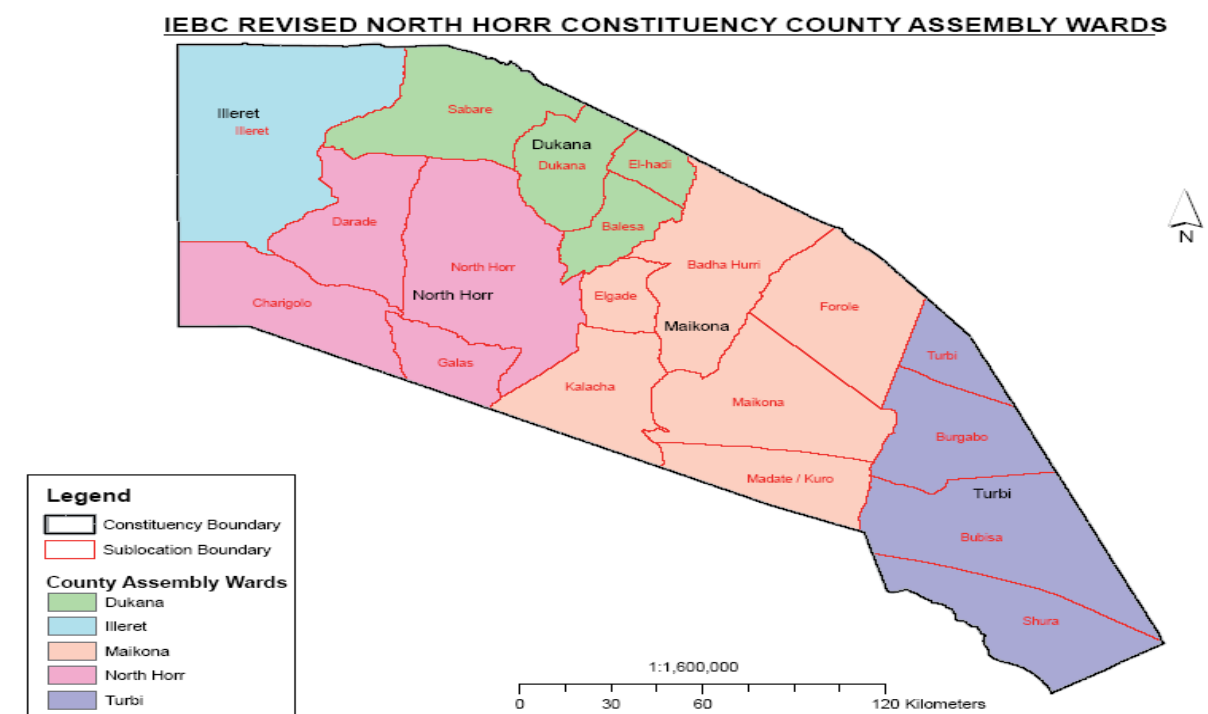 IEBC REVISED NORTH HORR CONSTITUENCY COUNTY ASSEMBLY WARDS
Illeret
Illeret
Sabare
Dukana
Dukana
El-hadi
Darade
Balesa
N
North Horr
North Horr
Badha Hurri
Charigolo
Elgade
Forole
Maikona
Galas
Turbi
Kalacha
Maikona
Burgabo
Madate / Kuro
Turbi
Bubisa
Shura
Legend
Constituency Boundary
Sublocation Boundary
County Assembly Wards
Dukana
Illeret
Maikona
North Horr
Turbi
1:1,600,000
0 30 60 120 Kilometers